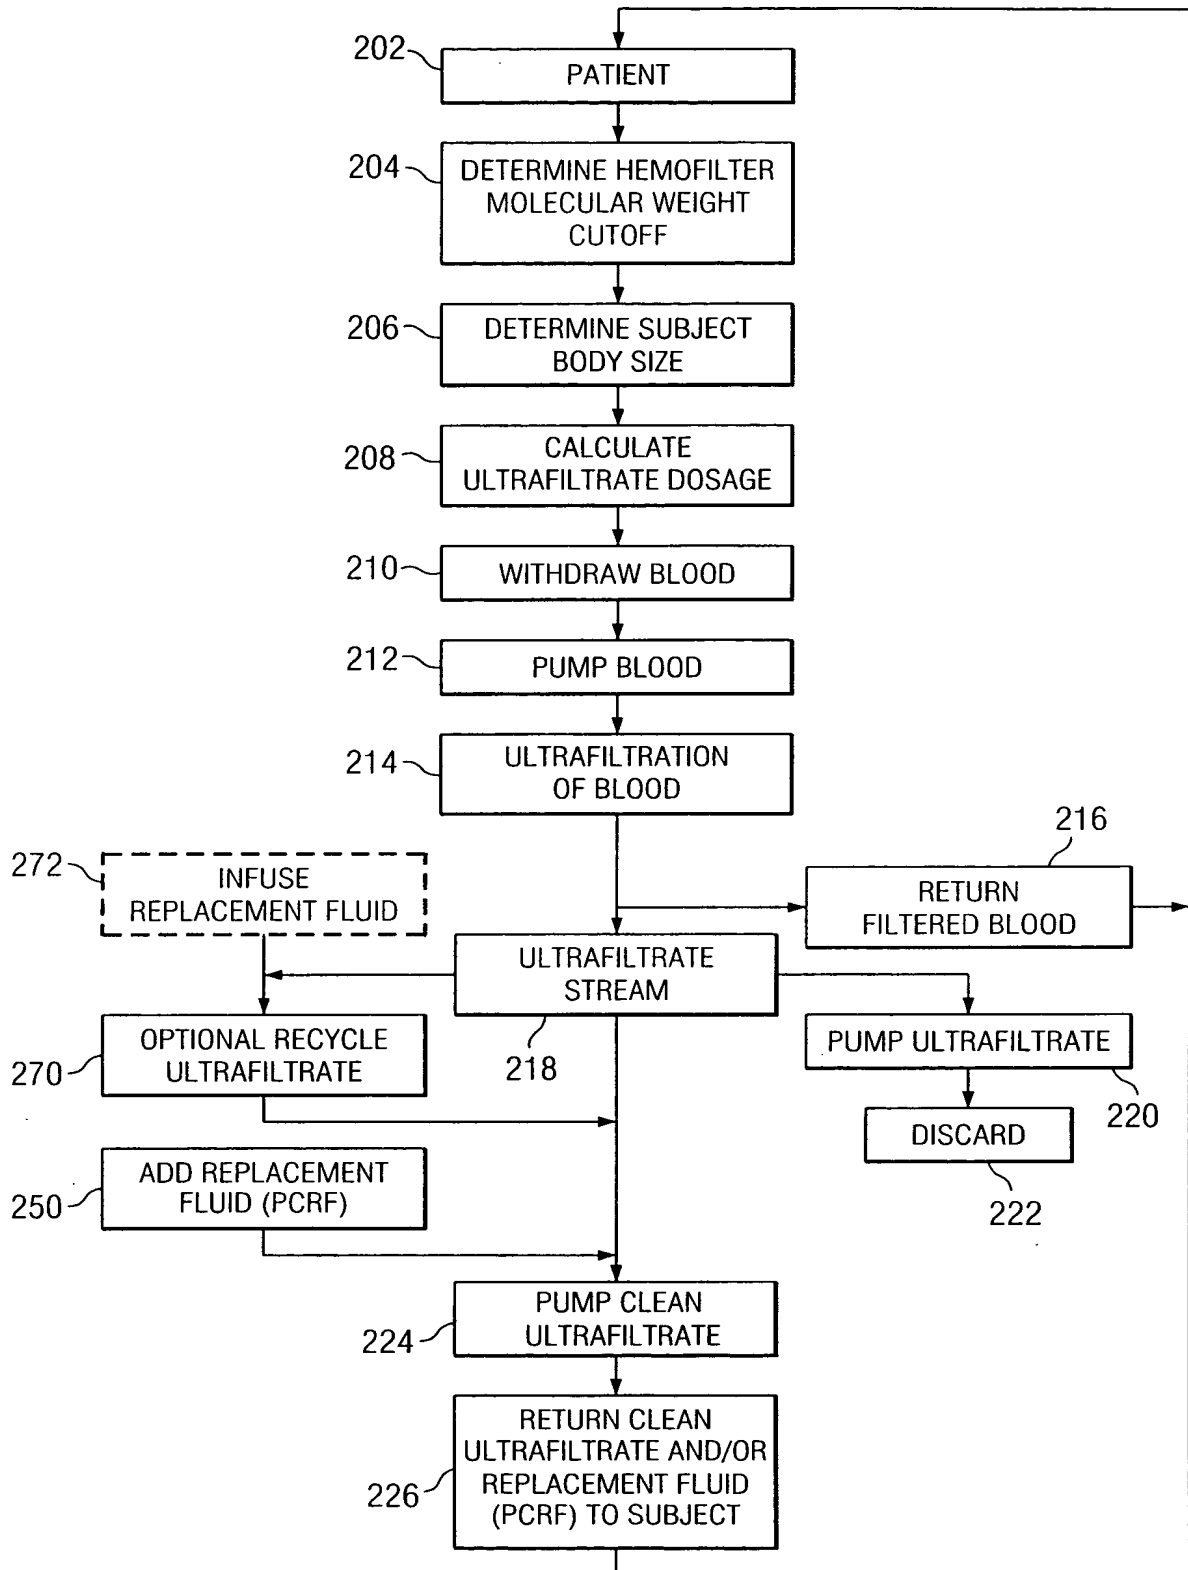 202
PATIENT
204
DETERMINE HEMOFILTER
MOLECULAR WEIGHT
CUTOFF
206
DETERMINE SUBJECT
BODY SIZE
208
CALCULATE
ULTRAFILTRATE DOSAGE
210
WITHDRAW BLOOD
212
PUMP BLOOD
214
ULTRAFILTRATION
OF BLOOD
216
RETURN
FILTERED BLOOD
272
INFUSE
REPLACEMENT FLUID
ULTRAFILTRATE
STREAM
218
270
OPTIONAL RECYCLE
ULTRAFILTRATE
PUMP ULTRAFILTRATE
220
DISCARD
222
250
ADD REPLACEMENT
FLUID (PCRF)
224
PUMP CLEAN
ULTRAFILTRATE
226
RETURN CLEAN
ULTRAFILTRATE AND/OR
REPLACEMENT FLUID
(PCRF) TO SUBJECT